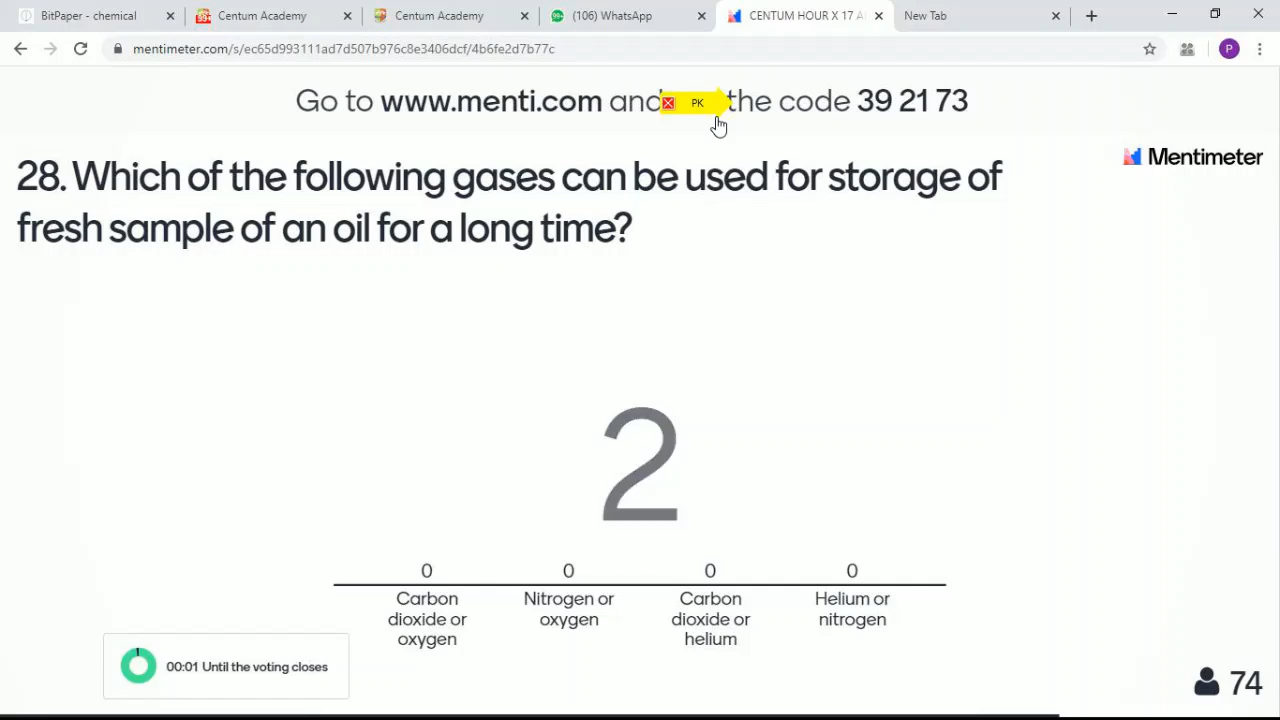 BitPaper - chemical
Centum Academy
Centum Academy
(106) WhatsApp
CENTUM HOUR X 17 A
New Tab
mentimeter.com/s/ec65d993111ad7d507b976c8e3406dcf/4b6fe2d7b77c
P
Go to www.menti.com and the code 39 21 73
PK
Mentimeter
28. Which of the following gases can be used for storage of
fresh sample of an oil for a long time?
2
0 0 0 0
Carbon
dioxide or
oxygen
Nitrogen or
oxygen
Carbon
dioxide or
helium
Helium or
nitrogen
00:01 Until the voting closes
74